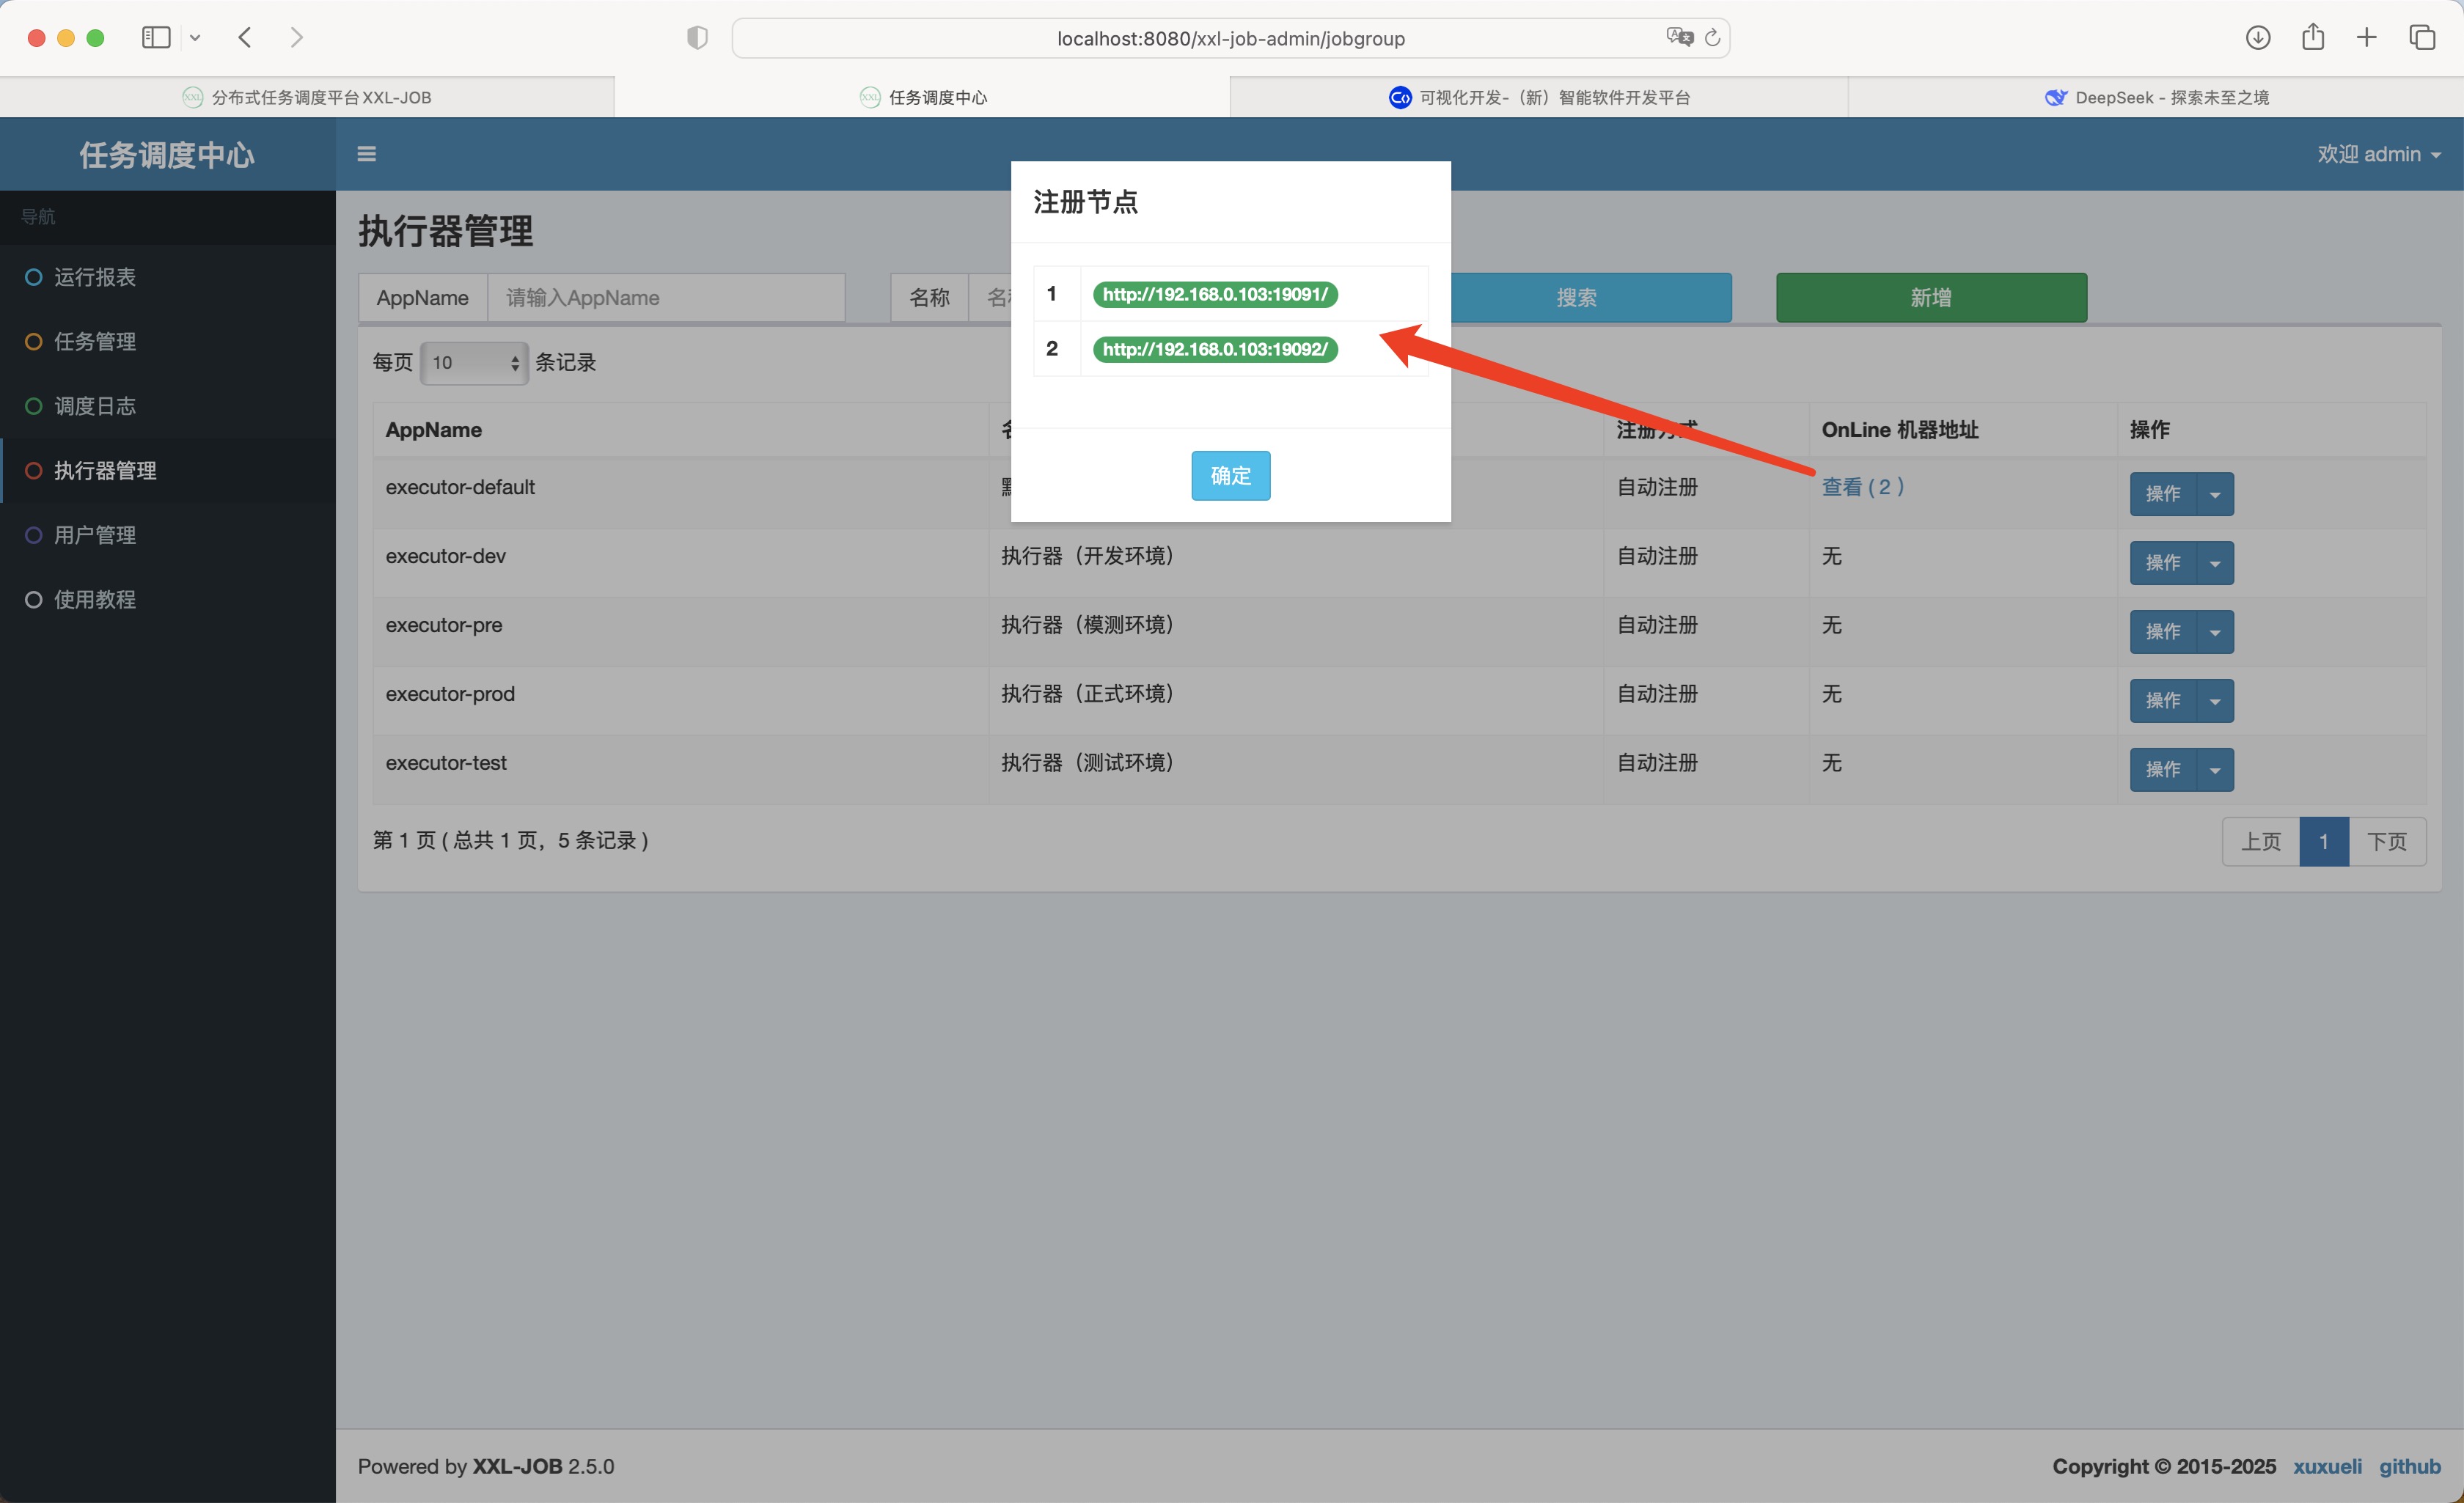 localhost:8080/xxl-job-admin/jobgroup
分布式任务调度平台XXL-JOB
任务调度中心
可视化开发-（新）智能软件开发平台
DeepSeek - 探索未至之境
任务调度中心
欢迎 admin
导航
运行报表
任务管理
调度日志
执行器管理
用户管理
使用教程
执行器管理
AppName 请输入AppName 名称 搜索 新增
每页 10 条记录
注册节点
1 http://192.168.0.103:19091/
2 http://192.168.0.103:19092/
确定
AppName 注册方式 OnLine 机器地址 操作
executor-default 自动注册 查看 ( 2 ) 操作
executor-dev 执行器（开发环境） 自动注册 无 操作
executor-pre 执行器（模测环境） 自动注册 无 操作
executor-prod 执行器（正式环境） 自动注册 无 操作
executor-test 执行器（测试环境） 自动注册 无 操作
第 1 页 ( 总共 1 页，5 条记录 )
上页 1 下页
Powered by XXL-JOB 2.5.0
Copyright © 2015-2025 xuxueli github